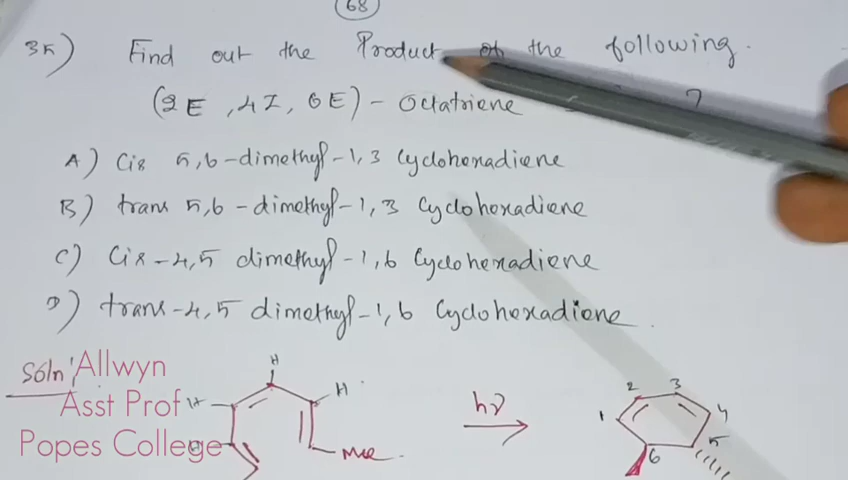 68
35) Find out the Product of the following.
(2E, 4Z, 6E) - Octatriene ?
A) Cis 5,6-dimethyl-1,3 Cyclohexadiene
B) trans 5,6-dimethyl-1,3 Cyclohexadiene
C) Cis-4,5 dimethyl-1,6 Cyclohexadiene
D) trans-4,5 dimethyl-1,6 Cyclohexadiene.
Soln
Allwyn
Asst Prof
Popes College
H
H
H
H
Me
hν
1 2 3 4 5 6